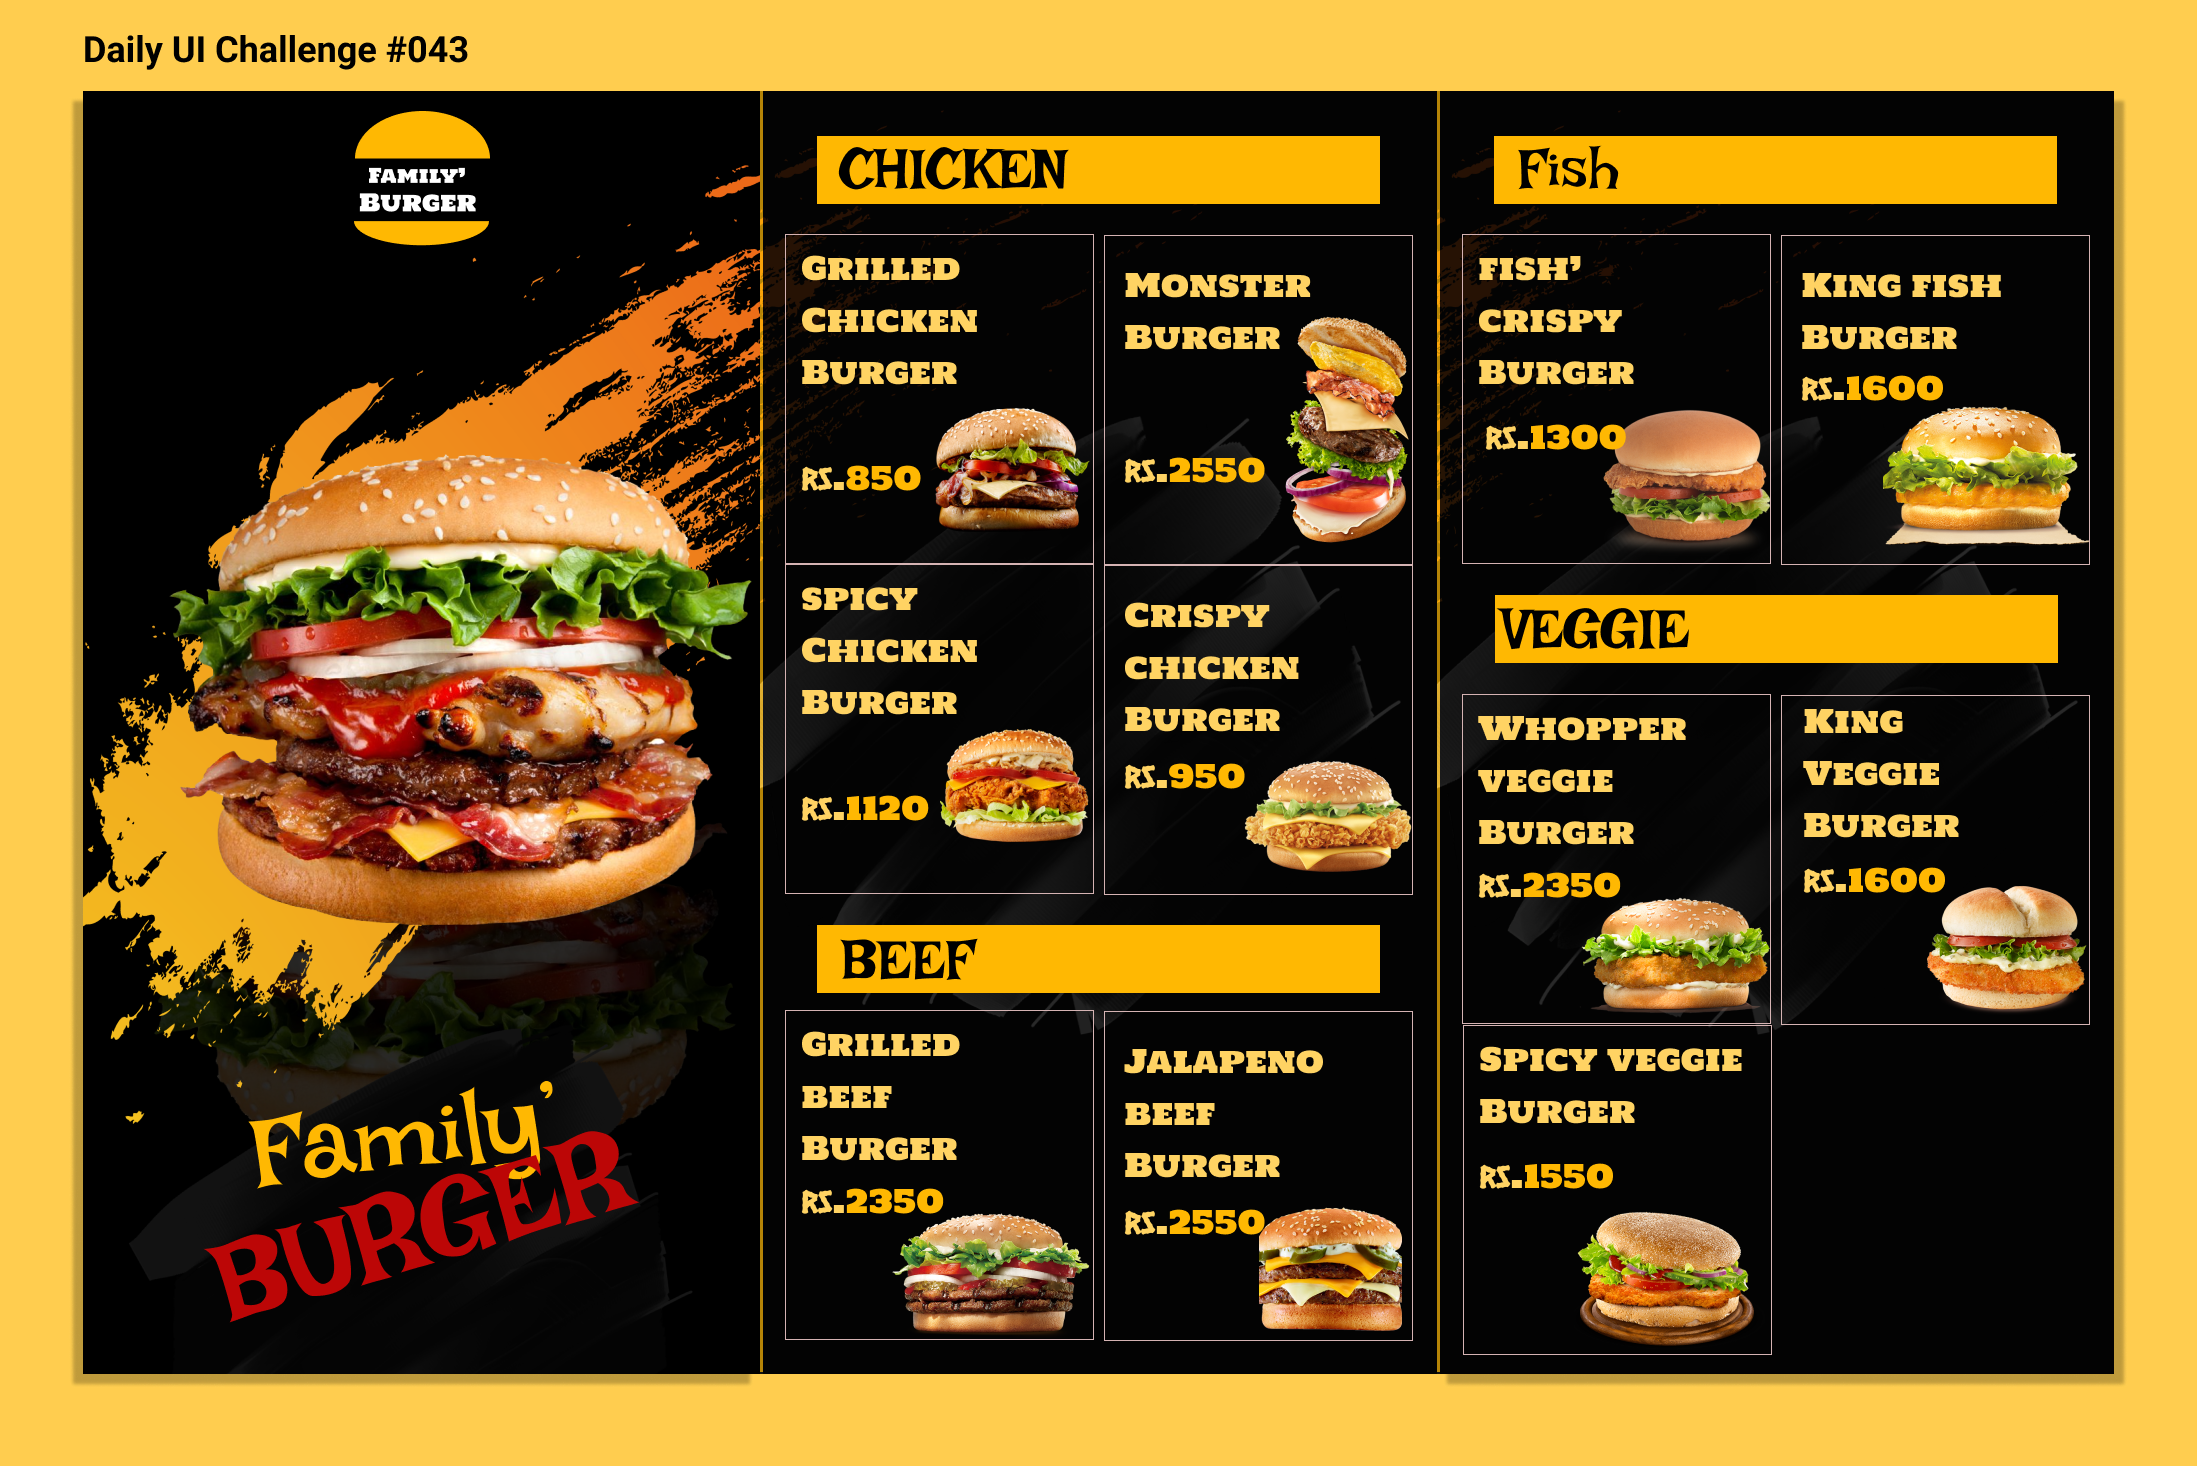 Daily UI Challenge #043
FAMILY'
BURGER
Family'
BURGER
CHICKEN
GRILLED
CHICKEN
BURGER
RS.850
MONSTER
BURGER
RS.2550
SPICY
CHICKEN
BURGER
RS.1120
CRISPY
CHICKEN
BURGER
RS.950
BEEF
GRILLED
BEEF
BURGER
RS.2350
JALAPENO
BEEF
BURGER
RS.2550
Fish
FISH'
CRISPY
BURGER
RS.1300
KING FISH
BURGER
RS.1600
VEGGIE
WHOPPER
VEGGIE
BURGER
RS.2350
KING
VEGGIE
BURGER
RS.1600
SPICY VEGGIE
BURGER
RS.1550